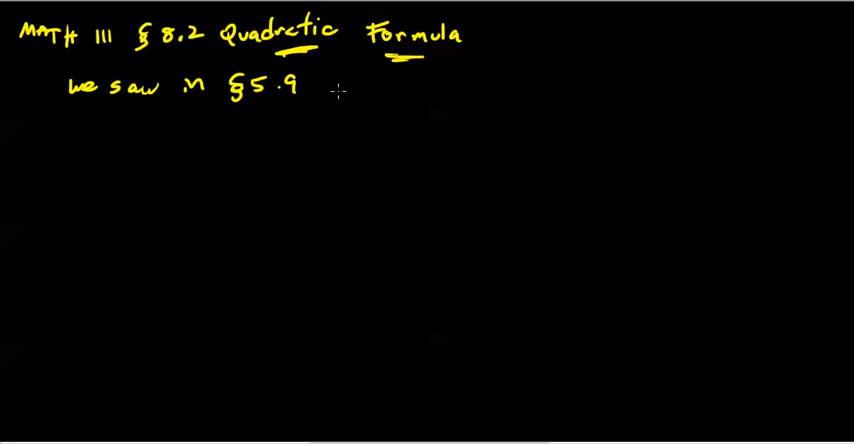 MATH 111 § 8.2 Quadratic Formula
We saw in § 5.9